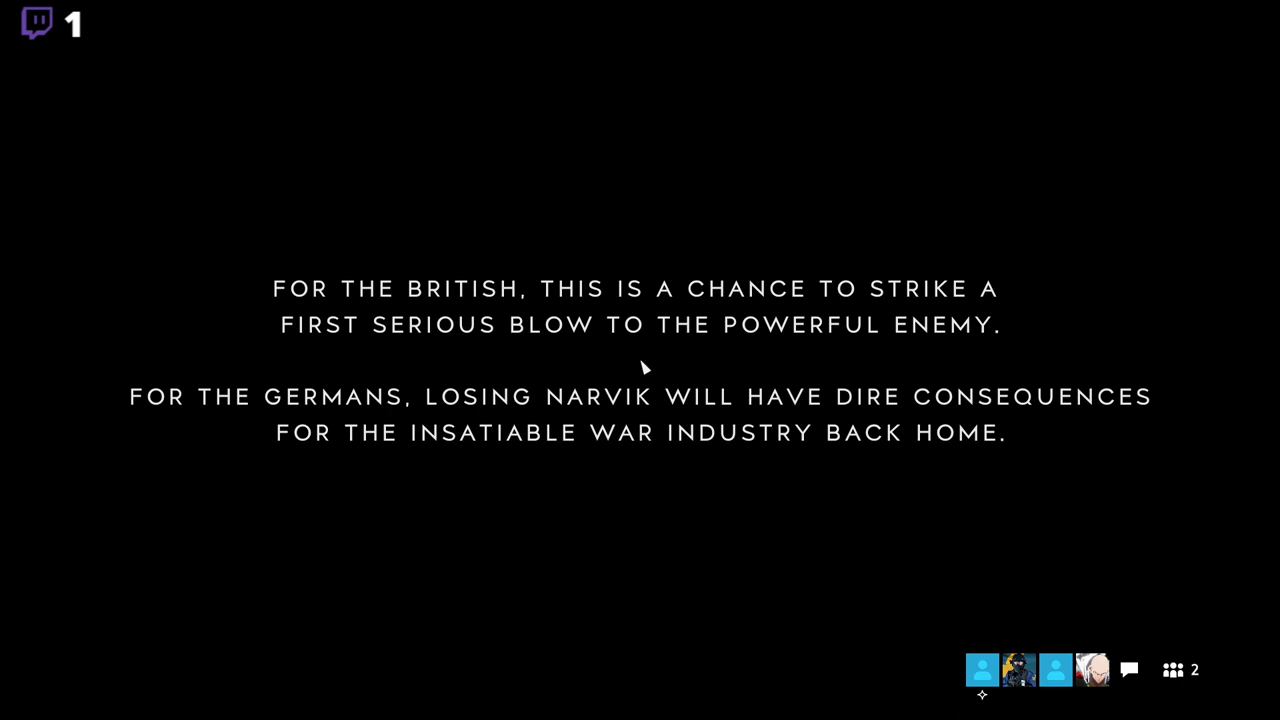 1
FOR THE BRITISH, THIS IS A CHANCE TO STRIKE A
FIRST SERIOUS BLOW TO THE POWERFUL ENEMY.
FOR THE GERMANS, LOSING NARVIK WILL HAVE DIRE CONSEQUENCES
FOR THE INSATIABLE WAR INDUSTRY BACK HOME.
2